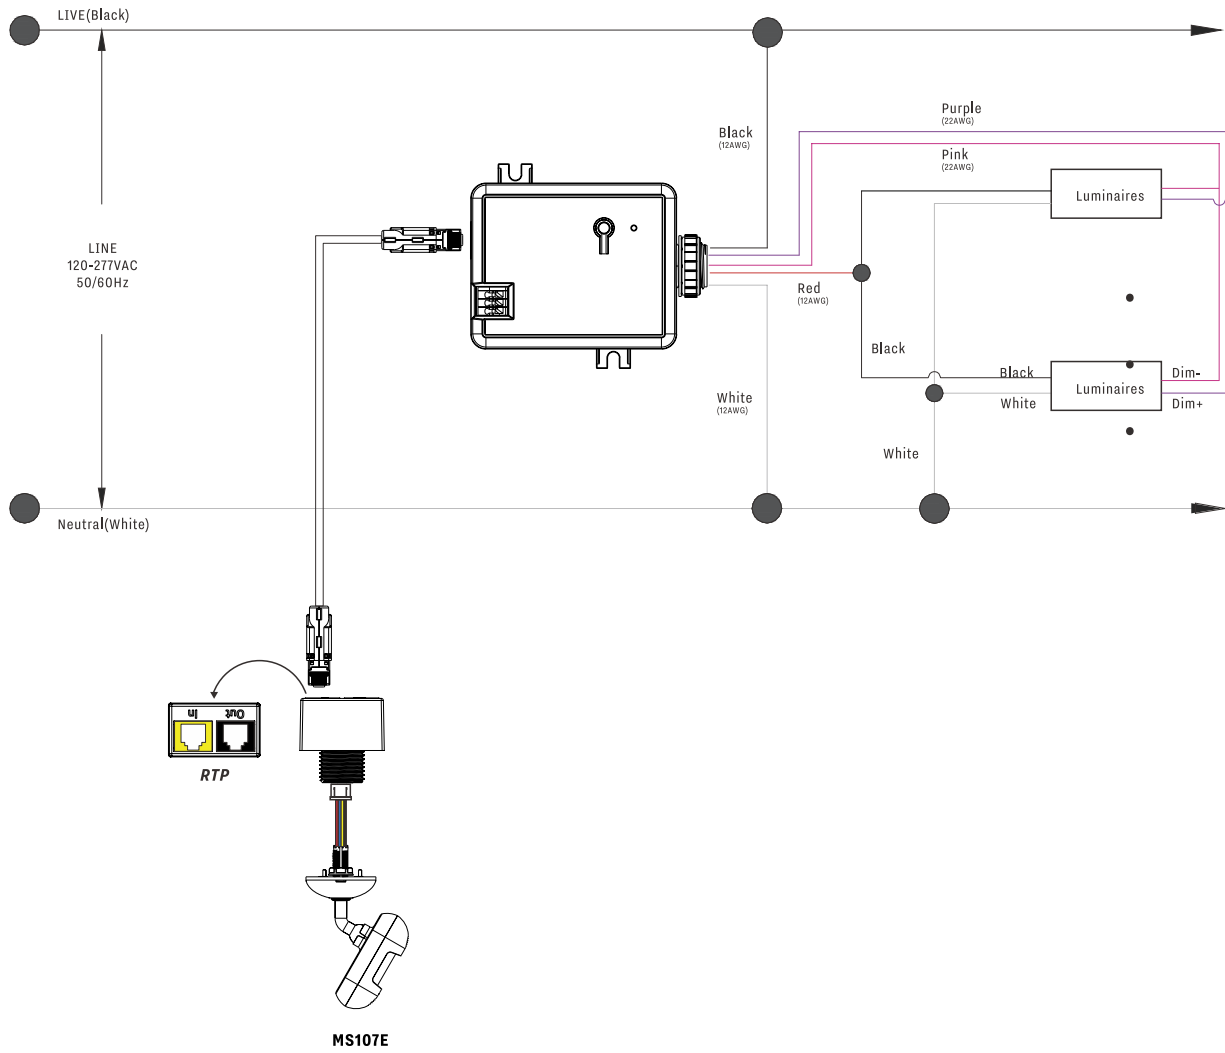 LIVE(Black)
Purple
(22AWG)
Black
(12AWG)
Pink
(22AWG)
Luminaires
LINE
120-277VAC
50/60Hz
Red
(12AWG)
Black
Black
Luminaires
Dim-
White
(12AWG)
White
Dim+
White
Neutral(White)
In
Out
RTP
MS107E